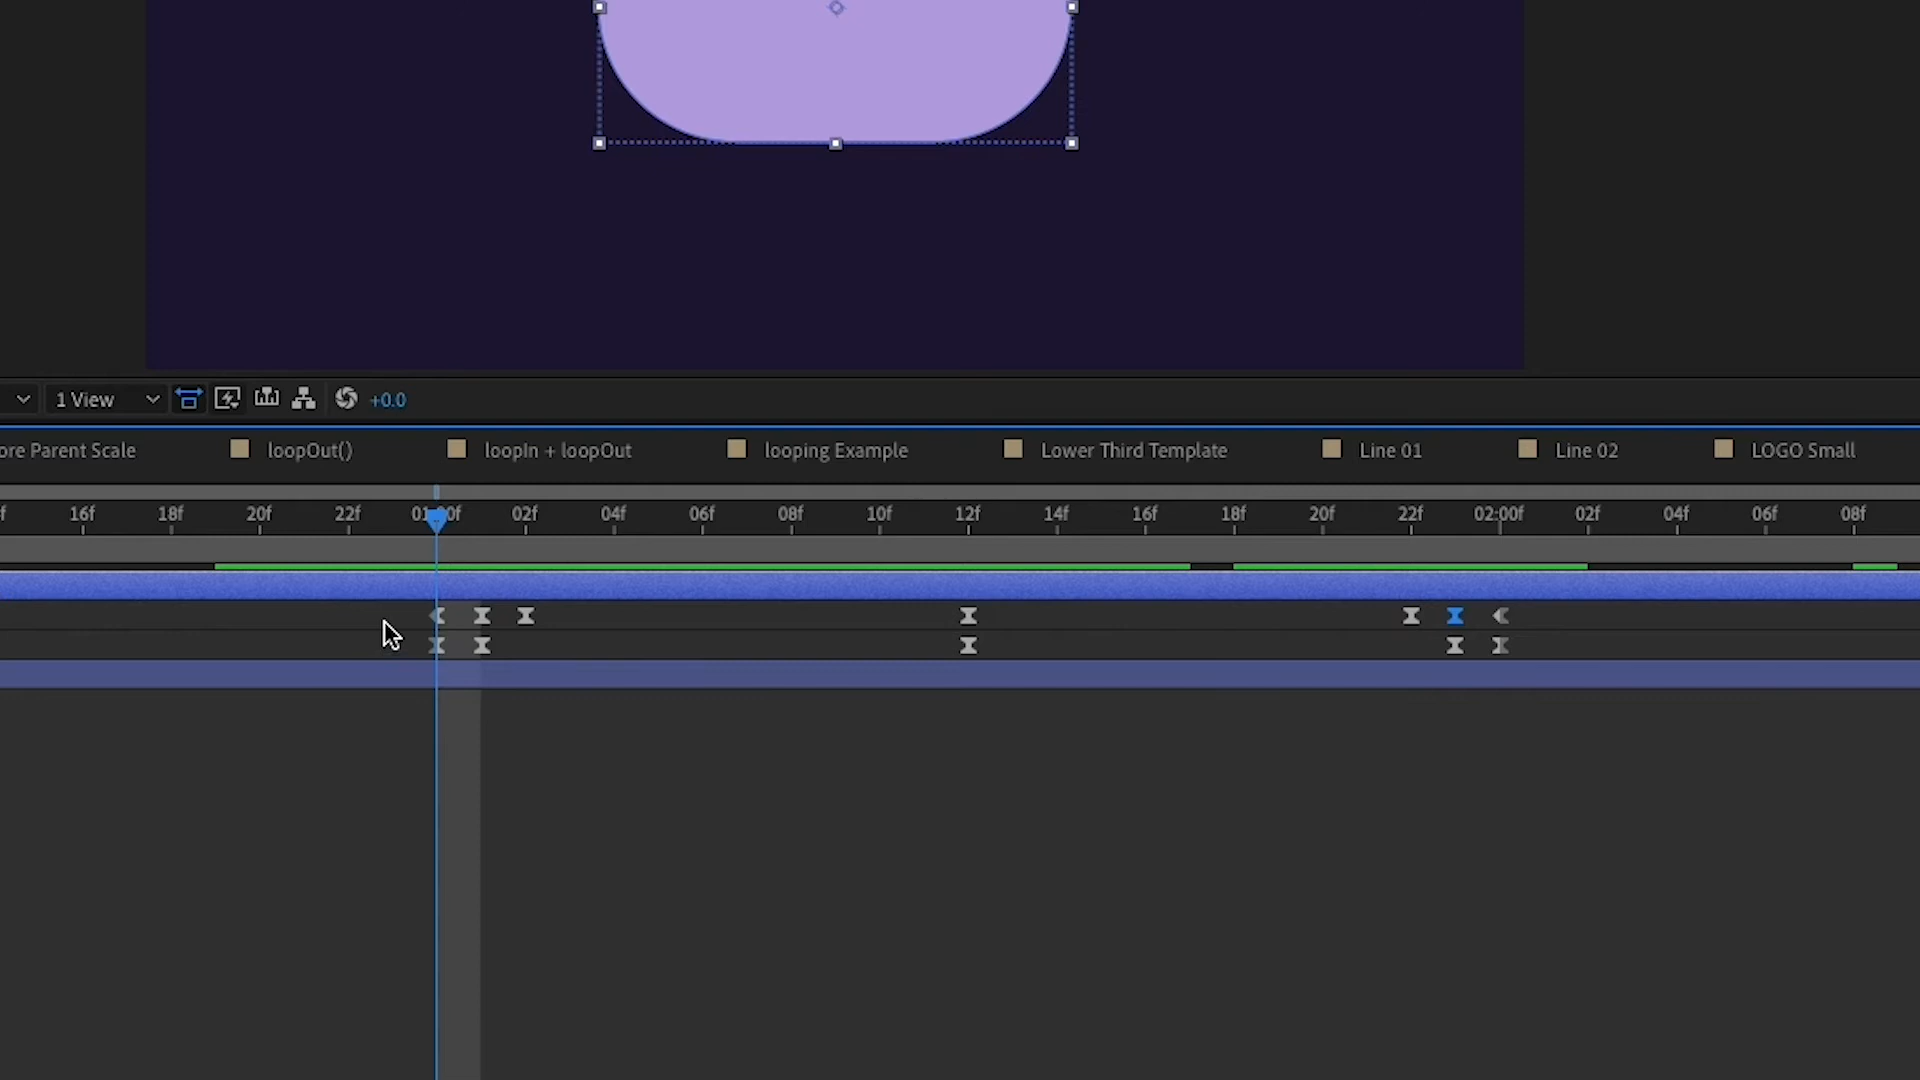 1 View +0.0
ore Parent Scale loopOut() loopIn + loopOut looping Example Lower Third Template Line 01 Line 02 LOGO Small
f 16f 18f 20f 22f 02f 04f 06f 08f 10f 12f 14f 16f 18f 20f 22f 02:00f 02f 04f 06f 08f